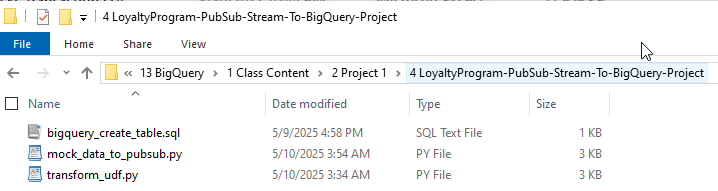 4 LoyaltyProgram-PubSub-Stream-To-BigQuery-Project
File Home Share View
« 13 BigQuery > 1 Class Content > 2 Project 1 > 4 LoyaltyProgram-PubSub-Stream-To-BigQuery-Project
Name Date modified Type Size
bigquery_create_table.sql 5/9/2025 4:58 PM SQL Text File 1 KB
mock_data_to_pubsub.py 5/10/2025 3:54 AM PY File 3 KB
transform_udf.py 5/10/2025 3:34 AM PY File 3 KB